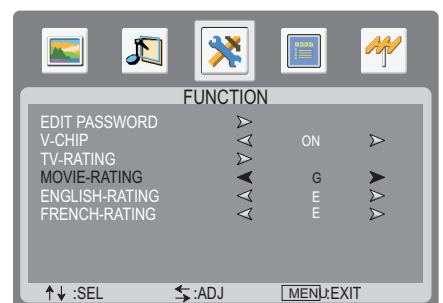 FUNCTION
EDIT PASSWORD
V-CHIP ON
TV-RATING
MOVIE-RATING G
ENGLISH-RATING E
FRENCH-RATING E
:SEL :ADJ MENU:EXIT